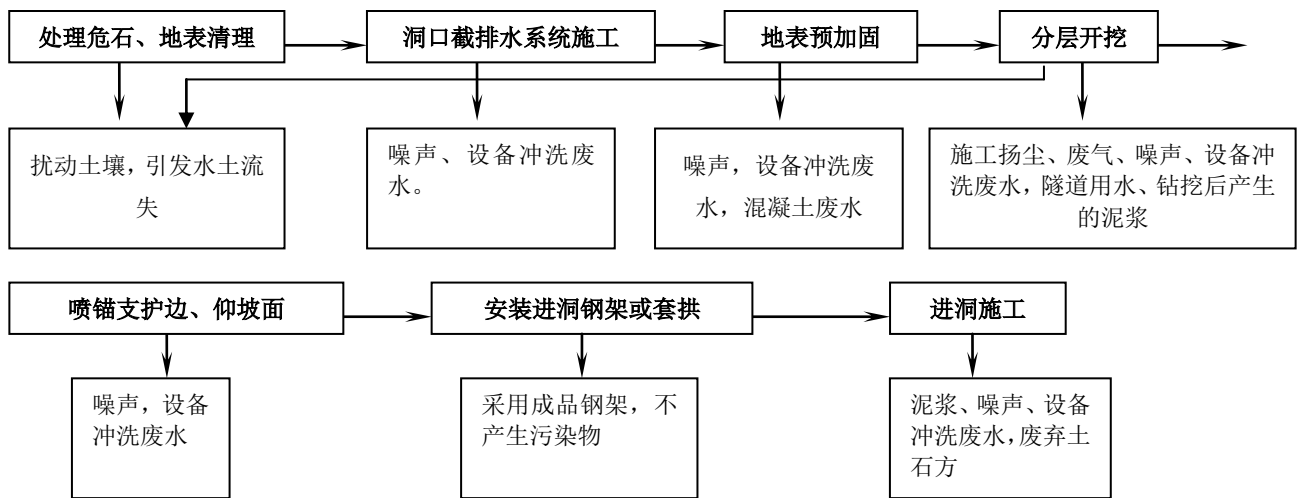 处理危石、地表清理
洞口截排水系统施工
地表预加固
分层开挖
扰动土壤，引发水土流
失
噪声、设备冲洗废
水。
噪声，设备冲洗废
水，混凝土废水
施工扬尘、废气、噪声、设备冲
洗废水，隧道用水、钻挖后产生
的泥浆
喷锚支护边、仰坡面
安装进洞钢架或套拱
进洞施工
噪声，设备
冲洗废水
采用成品钢架，不
产生污染物
泥浆、噪声、设备
冲洗废水，废弃土
石方